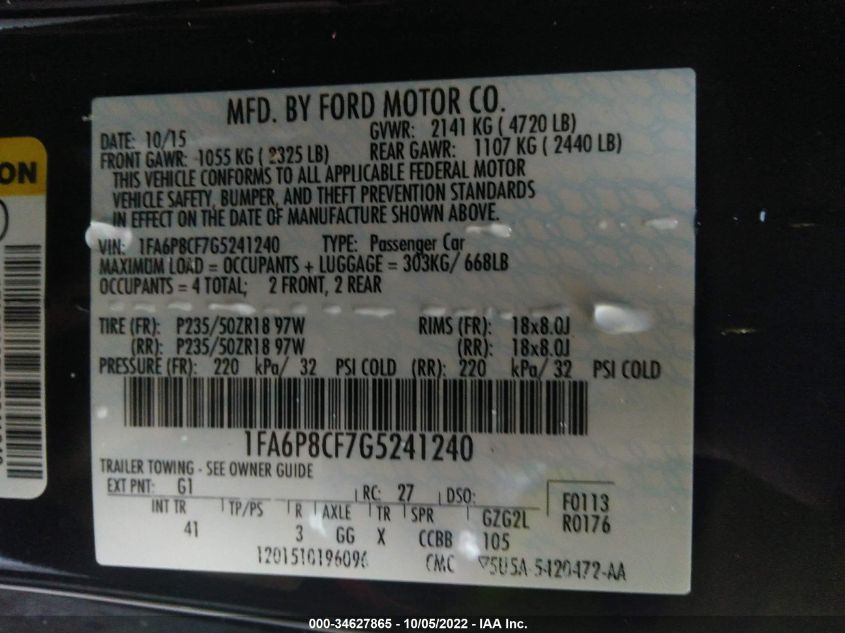 MFD. BY FORD MOTOR CO.
DATE: 10/15 GVWR: 2141 KG ( 4720 LB)
FRONT GAWR: 1055 KG ( 2325 LB) REAR GAWR: 1107 KG ( 2440 LB)
THIS VEHICLE CONFORMS TO ALL APPLICABLE FEDERAL MOTOR
VEHICLE SAFETY, BUMPER, AND THEFT PREVENTION STANDARDS
IN EFFECT ON THE DATE OF MANUFACTURE SHOWN ABOVE.
VIN: 1FA6P8CF7G5241240 TYPE: Passenger Car
MAXIMUM LOAD = OCCUPANTS + LUGGAGE = 303KG/ 668LB
OCCUPANTS = 4 TOTAL; 2 FRONT, 2 REAR
TIRE (FR): P235/50ZR18 97W RIMS (FR): 18x8.0J
(RR): P235/50ZR18 97W (RR): 18x8.0J
PRESSURE (FR): 220 kPa/ 32 PSI COLD (RR): 220 kPa/ 32 PSI COLD
1FA6P8CF7G5241240
TRAILER TOWING - SEE OWNER GUIDE
EXT PNT: G1 RC: 27 DSO: F0113
INT TR TP/PS R AXLE TR SPR GZG2L R0176
41 3 GG X CCBB 105
1201510196096 CMC 5U5A-5420472-AA
ON
000-34627865 - 10/05/2022 - IAA Inc.